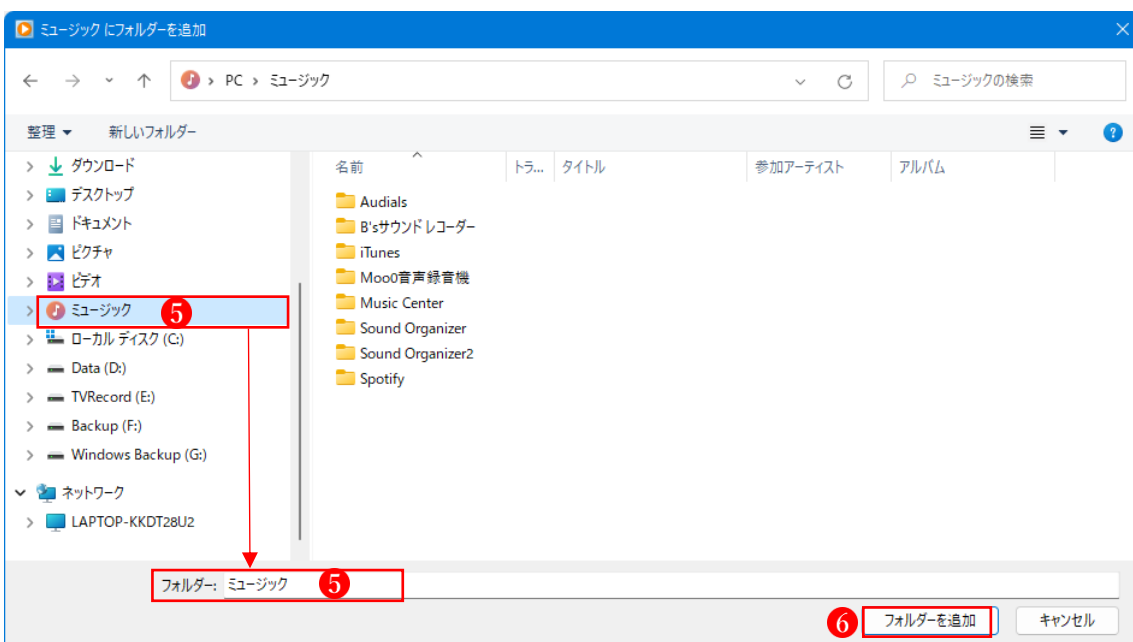 ミュージック にフォルダーを追加
PC > ミュージック
ミュージックの検索
整理
新しいフォルダー
名前
トラ...
タイトル
参加アーティスト
アルバム
ダウンロード
デスクトップ
ドキュメント
ピクチャ
ビデオ
ミュージック 5
ローカル ディスク (C:)
Data (D:)
TVRecord (E:)
Backup (F:)
Windows Backup (G:)
ネットワーク
LAPTOP-KKDT28U2
Audials
B'sサウンド レコーダー
iTunes
Moo0音声録音機
Music Center
Sound Organizer
Sound Organizer2
Spotify
フォルダー: ミュージック 5
6 フォルダーを追加
キャンセル